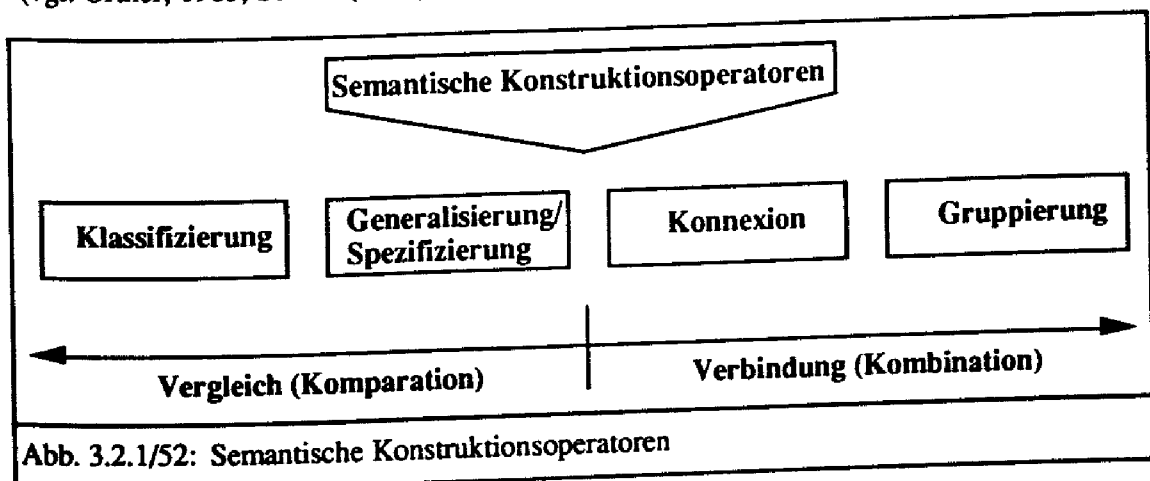 Semantische Konstruktionsoperatoren
Klassifizierung
Generalisierung/
Spezifizierung
Konnexion
Gruppierung
Vergleich (Komparation)
Verbindung (Kombination)
Abb. 3.2.1/52: Semantische Konstruktionsoperatoren